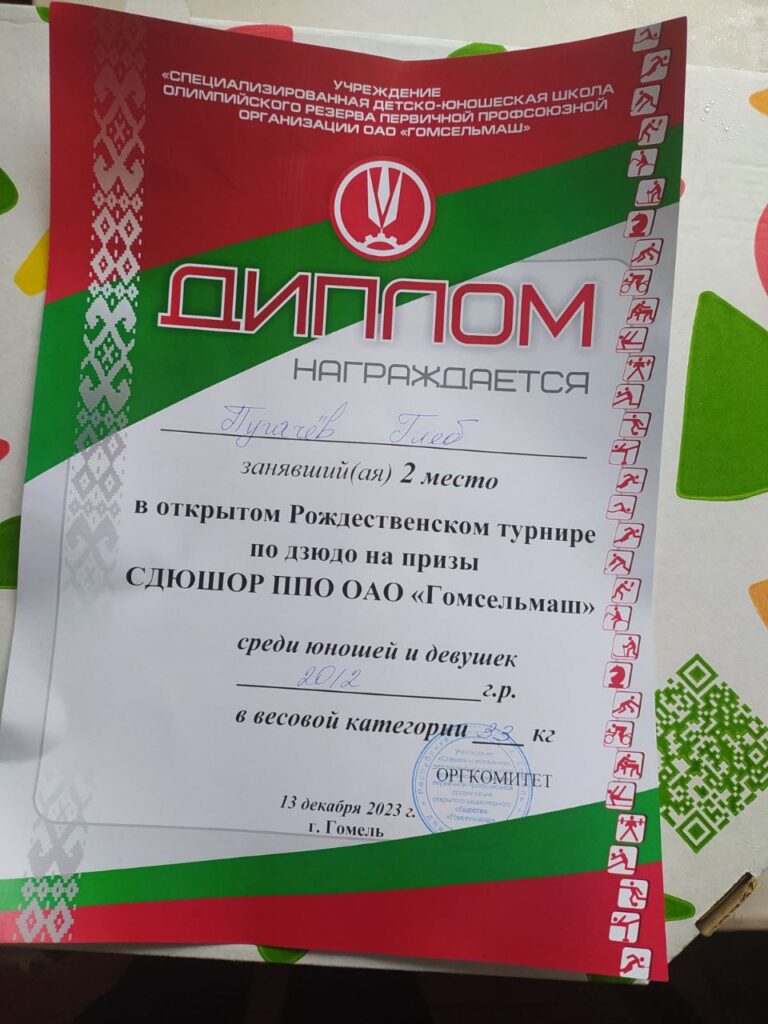 УЧРЕЖДЕНИЕ
«СПЕЦИАЛИЗИРОВАННАЯ ДЕТСКО-ЮНОШЕСКАЯ ШКОЛА
ОЛИМПИЙСКОГО РЕЗЕРВА ПЕРВИЧНОЙ ПРОФСОЮЗНОЙ
ОРГАНИЗАЦИИ ОАО «ГОМСЕЛЬМАШ»
ДИПЛОМ
НАГРАЖДАЕТСЯ
Пугачёв Глеб
занявший(ая) 2 место
в открытом Рождественском турнире
по дзюдо на призы
СДЮШОР ППО ОАО «Гомсельмаш»
среди юношей и девушек
2012 г.р.
в весовой категории 33 кг
ОРГКОМИТЕТ
13 декабря 2023 г.
г. Гомель